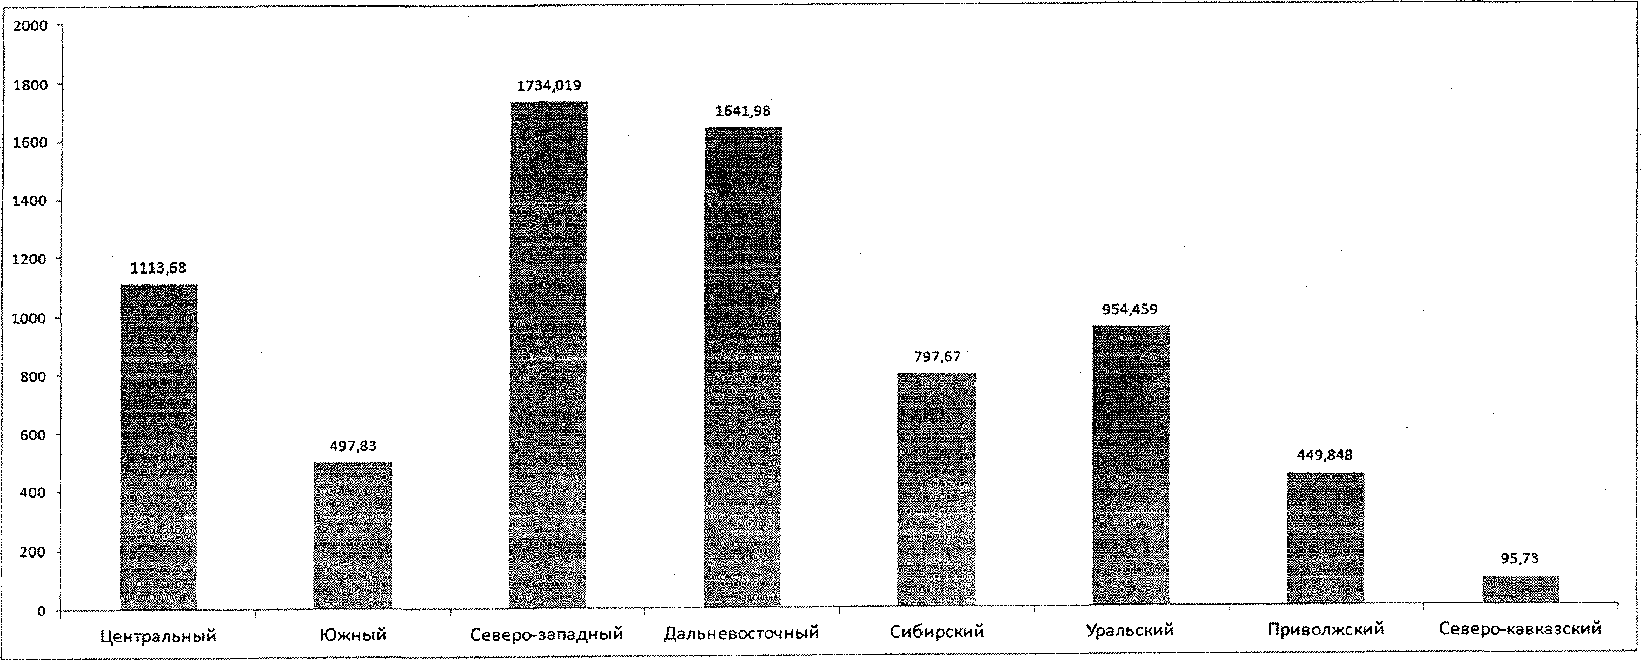 2000
1800
1600
1400
1200
1000
800
600
400
200
0
1113,68
497,83
1734,019
1641,98
797,67
954,459
449,848
95,73
Центральный
Южный
Северо-западный
Дальневосточный
Сибирский
Уральский
Приволжский
Северо-кавказский